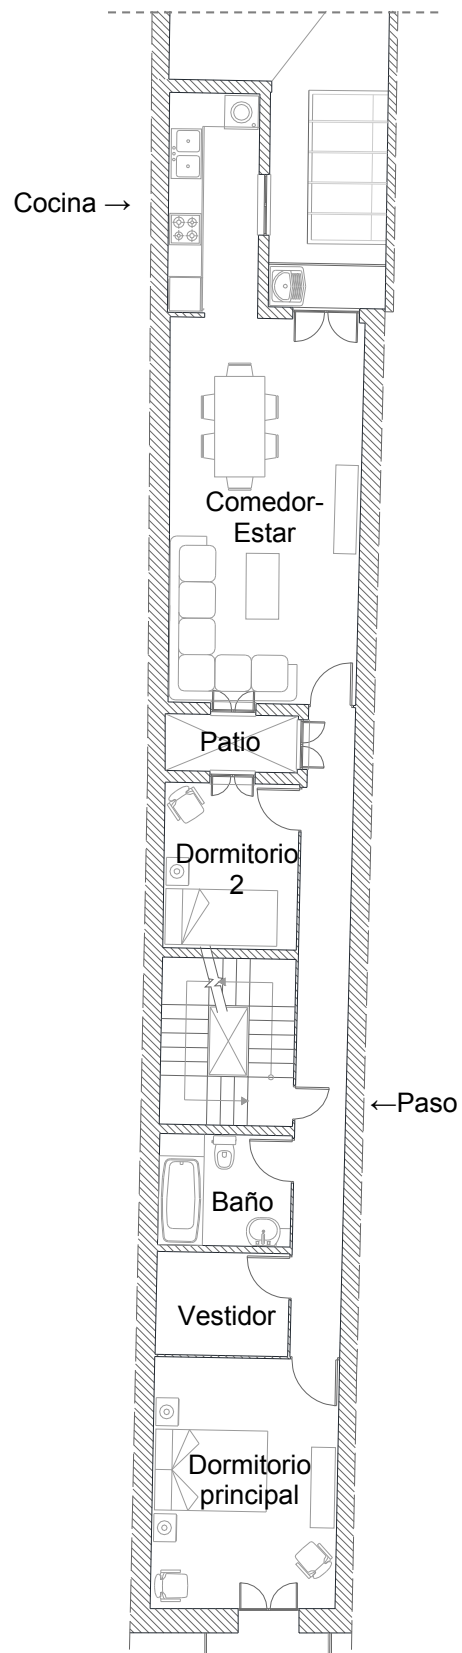 Cocina →
Comedor-
Estar
Patio
Dormitorio
2
←Paso
Baño
Vestidor
Dormitorio
principal